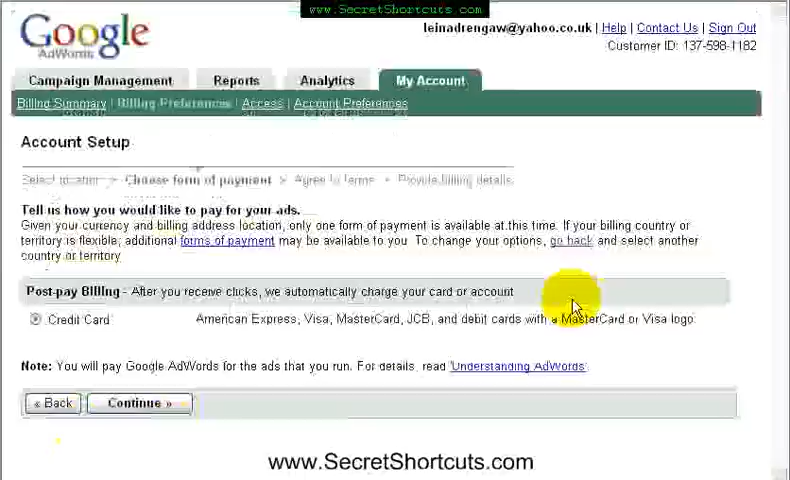 www.SecretShortcuts.com
Google
AdWords
leinadrengaw@yahoo.co.uk | Help | Contact Us | Sign Out
Customer ID: 137-598-1182
Campaign Management Reports Analytics My Account
Billing Summary | Billing Preferences | Access | Account Preferences
Account Setup
Select location > Choose form of payment > Agree to terms > Provide billing details.
Tell us how you would like to pay for your ads.
Given your currency and billing address location, only one form of payment is available at this time. If your billing country or
territory is flexible, additional forms of payment may be available to you. To change your options, go back and select another
country or territory.
Post-pay Billing - After you receive clicks, we automatically charge your card or account
Credit Card American Express, Visa, MasterCard, JCB, and debit cards with a MasterCard or Visa logo.
Note: You will pay Google AdWords for the ads that you run. For details, read 'Understanding AdWords'.
« Back Continue »
www.SecretShortcuts.com